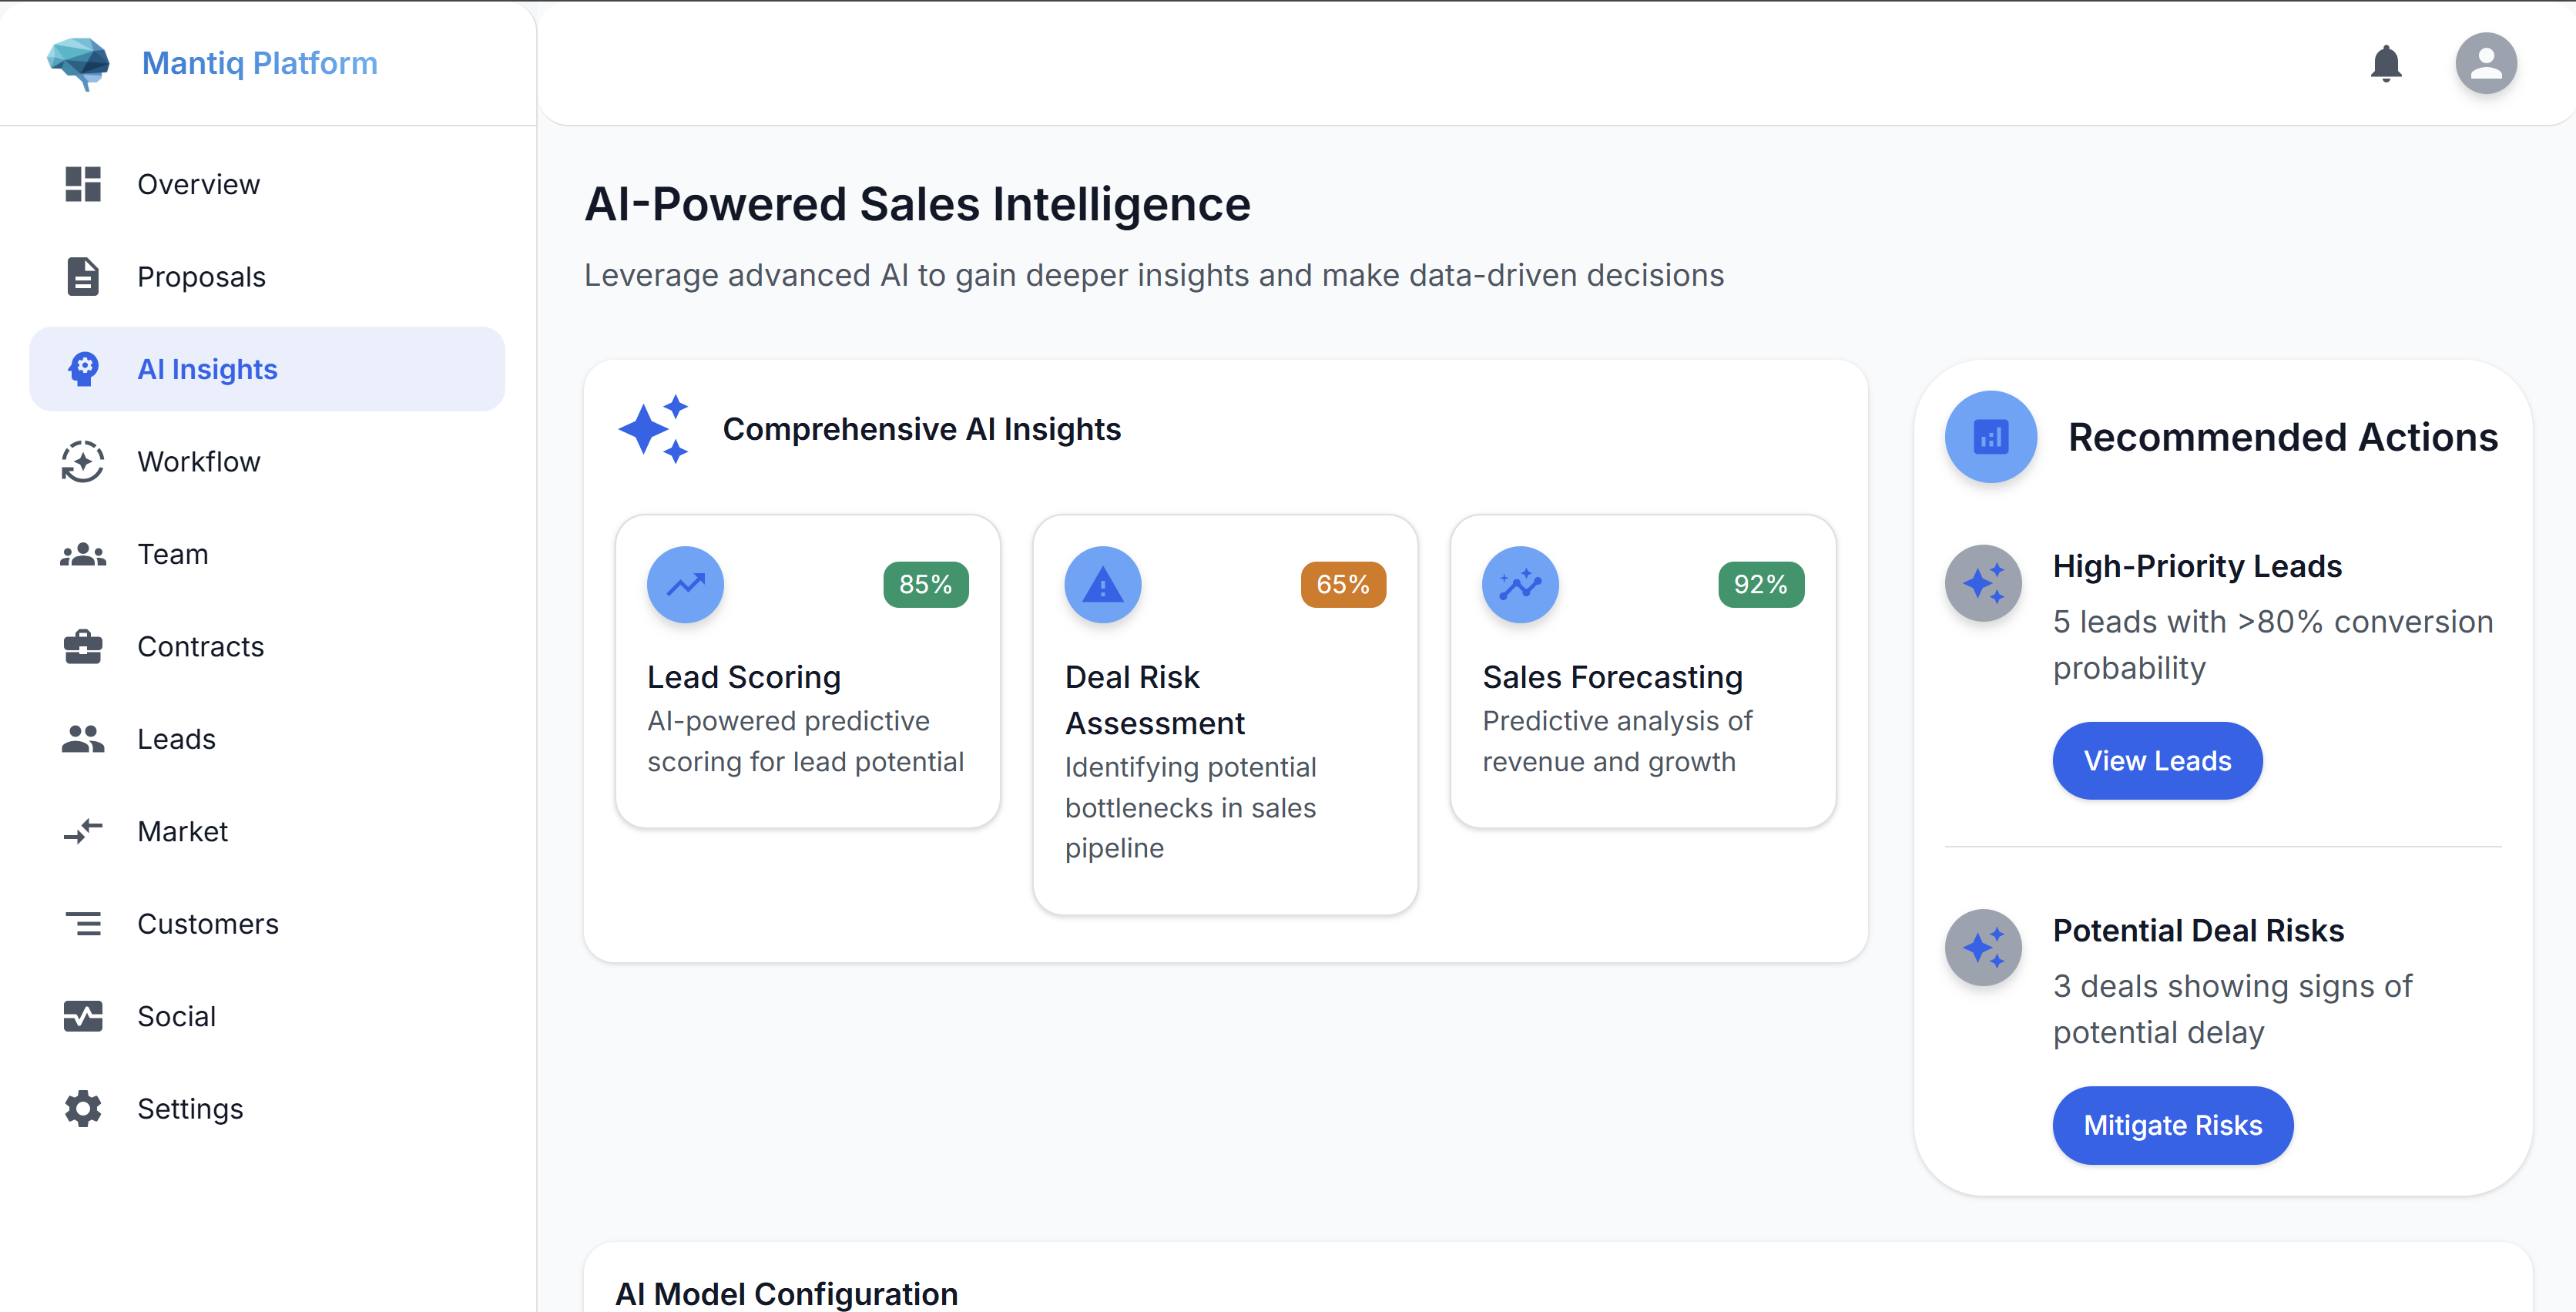 Mantiq Platform
Overview
Proposals
AI Insights
Workflow
Team
Contracts
Leads
Market
Customers
Social
Settings
AI-Powered Sales Intelligence
Leverage advanced AI to gain deeper insights and make data-driven decisions
Comprehensive AI Insights
85%
Lead Scoring
AI-powered predictive
scoring for lead potential
65%
Deal Risk
Assessment
Identifying potential
bottlenecks in sales
pipeline
92%
Sales Forecasting
Predictive analysis of
revenue and growth
Recommended Actions
High-Priority Leads
5 leads with >80% conversion
probability
View Leads
Potential Deal Risks
3 deals showing signs of
potential delay
Mitigate Risks
AI Model Configuration